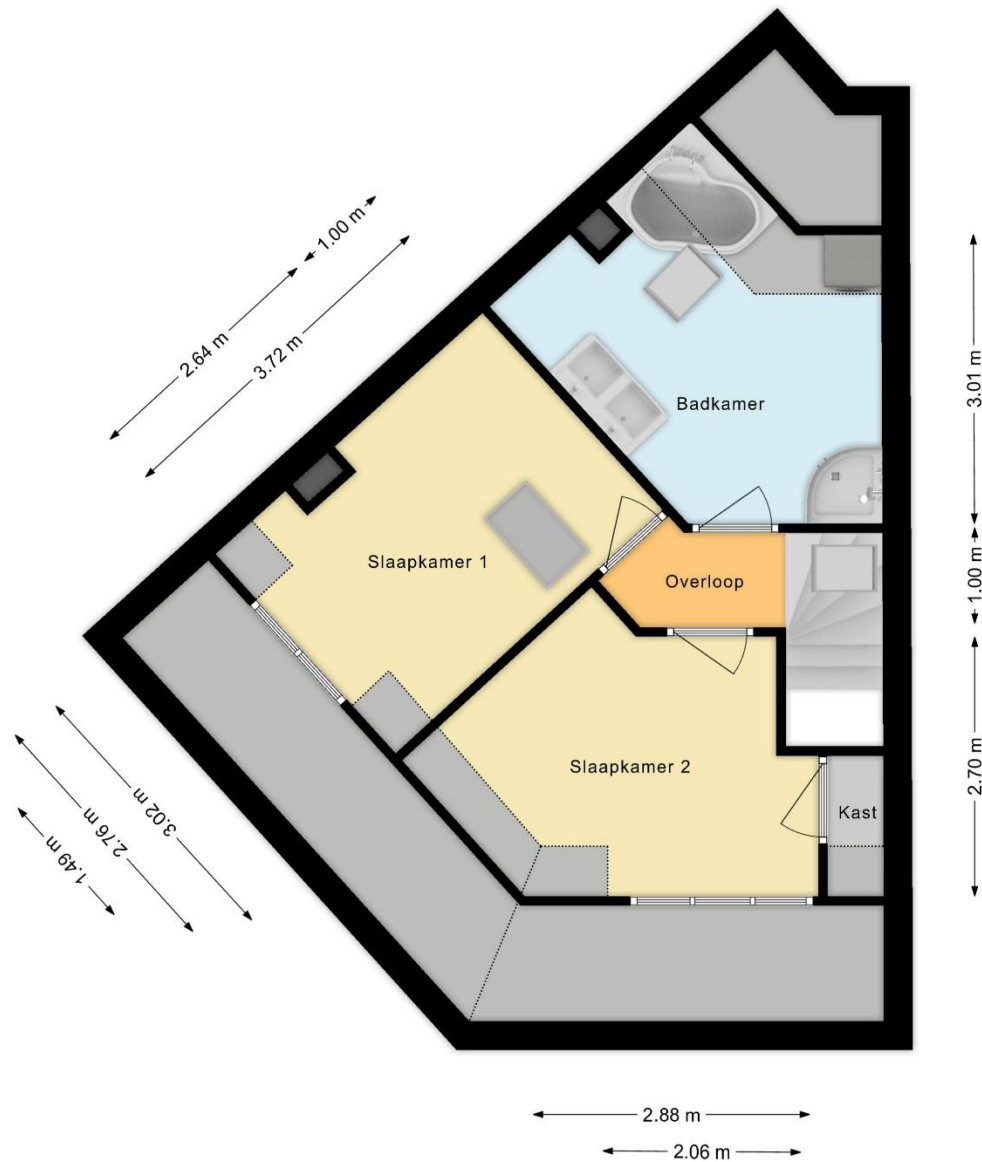 1.00 m
2.64 m
3.72 m
3.01 m
Badkamer
Slaapkamer 1
Overloop
1.00 m
Slaapkamer 2
2.70 m
Kast
3.02 m
2.76 m
1.49 m
2.88 m
2.06 m